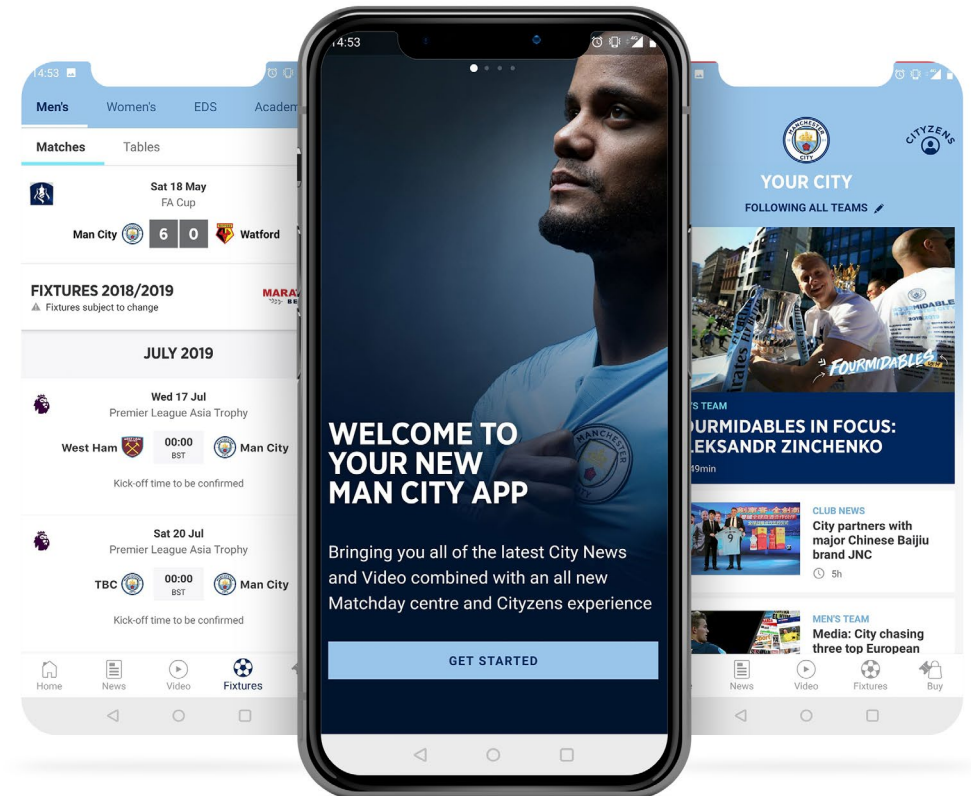 14:53
Men's Women's EDS Academ
Matches Tables
Sat 18 May
FA Cup
Man City 6 0 Watford
FIXTURES 2018/2019
Fixtures subject to change
MARA
BE
JULY 2019
Wed 17 Jul
Premier League Asia Trophy
West Ham 00:00 Man City
BST
Kick-off time to be confirmed
Sat 20 Jul
Premier League Asia Trophy
TBC 00:00 Man City
BST
Kick-off time to be confirmed
Home News Video Fixtures
14:53
4G
MANCHESTER
WELCOME TO
YOUR NEW
MAN CITY APP
Bringing you all of the latest City News
and Video combined with an all new
Matchday centre and Cityzens experience
GET STARTED
MANCHESTER
CITY
CITYZENS
YOUR CITY
FOLLOWING ALL TEAMS
FOURMIDABLES
'S TEAM
OURMIDABLES IN FOCUS:
LEKSANDR ZINCHENKO
49min
CLUB NEWS
City partners with
major Chinese Baijiu
brand JNC
5h
9
MEN'S TEAM
Media: City chasing
three top European
News Video Fixtures Buy